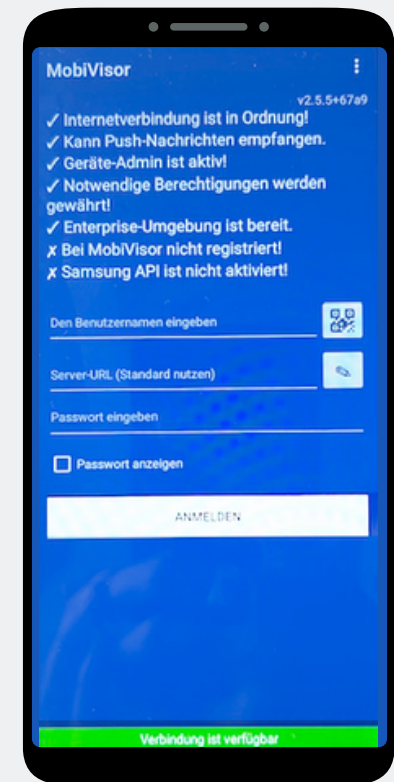 MobiVisor
v2.5.5+67a9
✓ Internetverbindung ist in Ordnung!
✓ Kann Push-Nachrichten empfangen.
✓ Geräte-Admin ist aktiv!
✓ Notwendige Berechtigungen werden
gewährt!
✓ Enterprise-Umgebung ist bereit.
✗ Bei MobiVisor nicht registriert!
✗ Samsung API ist nicht aktiviert!
Den Benutzernamen eingeben
Server-URL (Standard nutzen)
Passwort eingeben
Passwort anzeigen
ANMELDEN
Verbindung ist verfügbar